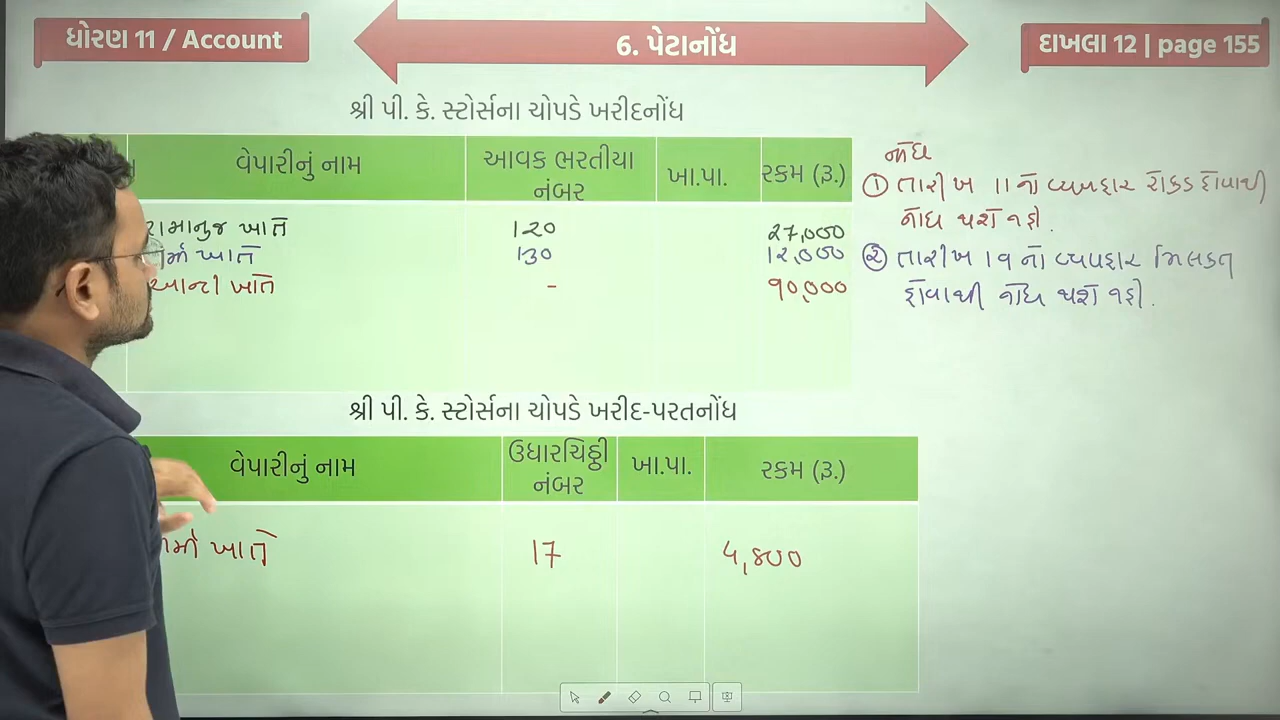 ધોરણ 11 / Account
6. પેટાનોંધ
દાખલા 12 | page 155
શ્રી પી. કે. સ્ટોર્સના ચોપડે ખરીદનોંધ
વેપારીનું નામ
આવક ભરતીયા નંબર
ખા.પા.
રકમ (રૂ.)
રામાનુજ ખાતે 120 27,000
ખાતે 130 12,000
ખાતે - 90,000
નોંધ
① તારીખ 11 નો વ્યવહાર રોકડ હોવાથી
નોંધ થશે નહી.
② તારીખ 19 નો વ્યવહાર મિલકત
હોવાથી નોંધ થશે નહી.
શ્રી પી. કે. સ્ટોર્સના ચોપડે ખરીદ-પરતનોંધ
વેપારીનું નામ
ઉધારચિઠ્ઠી નંબર
ખા.પા.
રકમ (રૂ.)
ખાતે 17 4,800